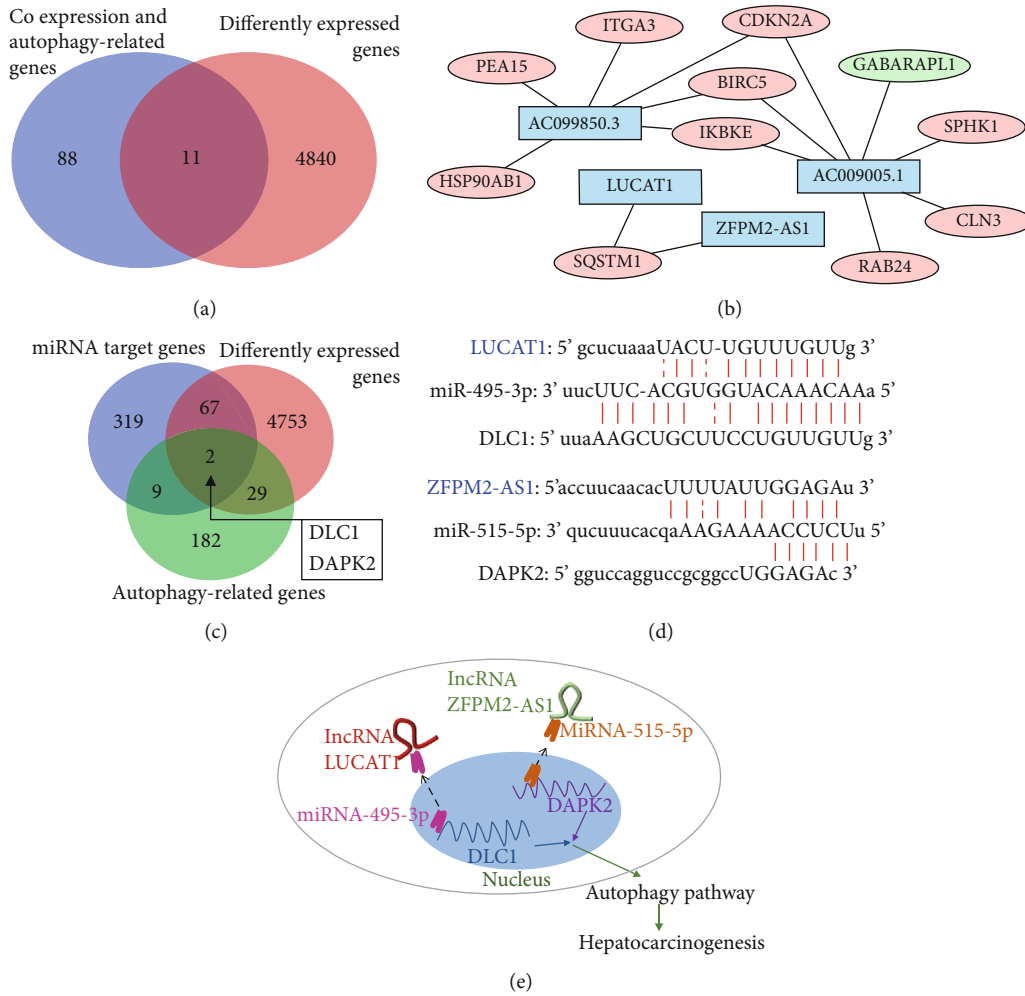 Co expression and
autophagy-related
genes
Differently expressed
genes
88
11
4840
(a)
ITGA3
CDKN2A
PEA15
GABARAPL1
BIRC5
AC099850.3
SPHK1
IKBKE
AC009005.1
HSP90AB1
LUCAT1
ZFPM2-AS1
CLN3
SQSTM1
RAB24
(b)
miRNA target genes
Differently expressed
genes
319
67
4753
2
9
29
182
DLC1
DAPK2
Autophagy-related genes
(c)
LUCAT1: 5’ gcucuaaaUACU-UGUUUGUUg 3’
miR-495-3p: 3’ uucUUC-ACGUGGUACAAACAAa 5’
DLC1: 5’ uuaAAGCUGCUUCCUGUUGUUg 3’
ZFPM2-AS1: 5’accuucaacacUUUUAUUGGAGAu 3’
miR-515-5p: 3’ qucuuucacqaAAGAAAACCUCUu 5’
DAPK2: 5’ gguccagguccgcggccUGGAGAc 3’
(d)
lncRNA
ZFPM2-AS1
MiRNA-515-5p
lncRNA
LUCAT1
miRNA-495-3p
DAPK2
DLC1
Nucleus
Autophagy pathway
Hepatocarcinogenesis
(e)